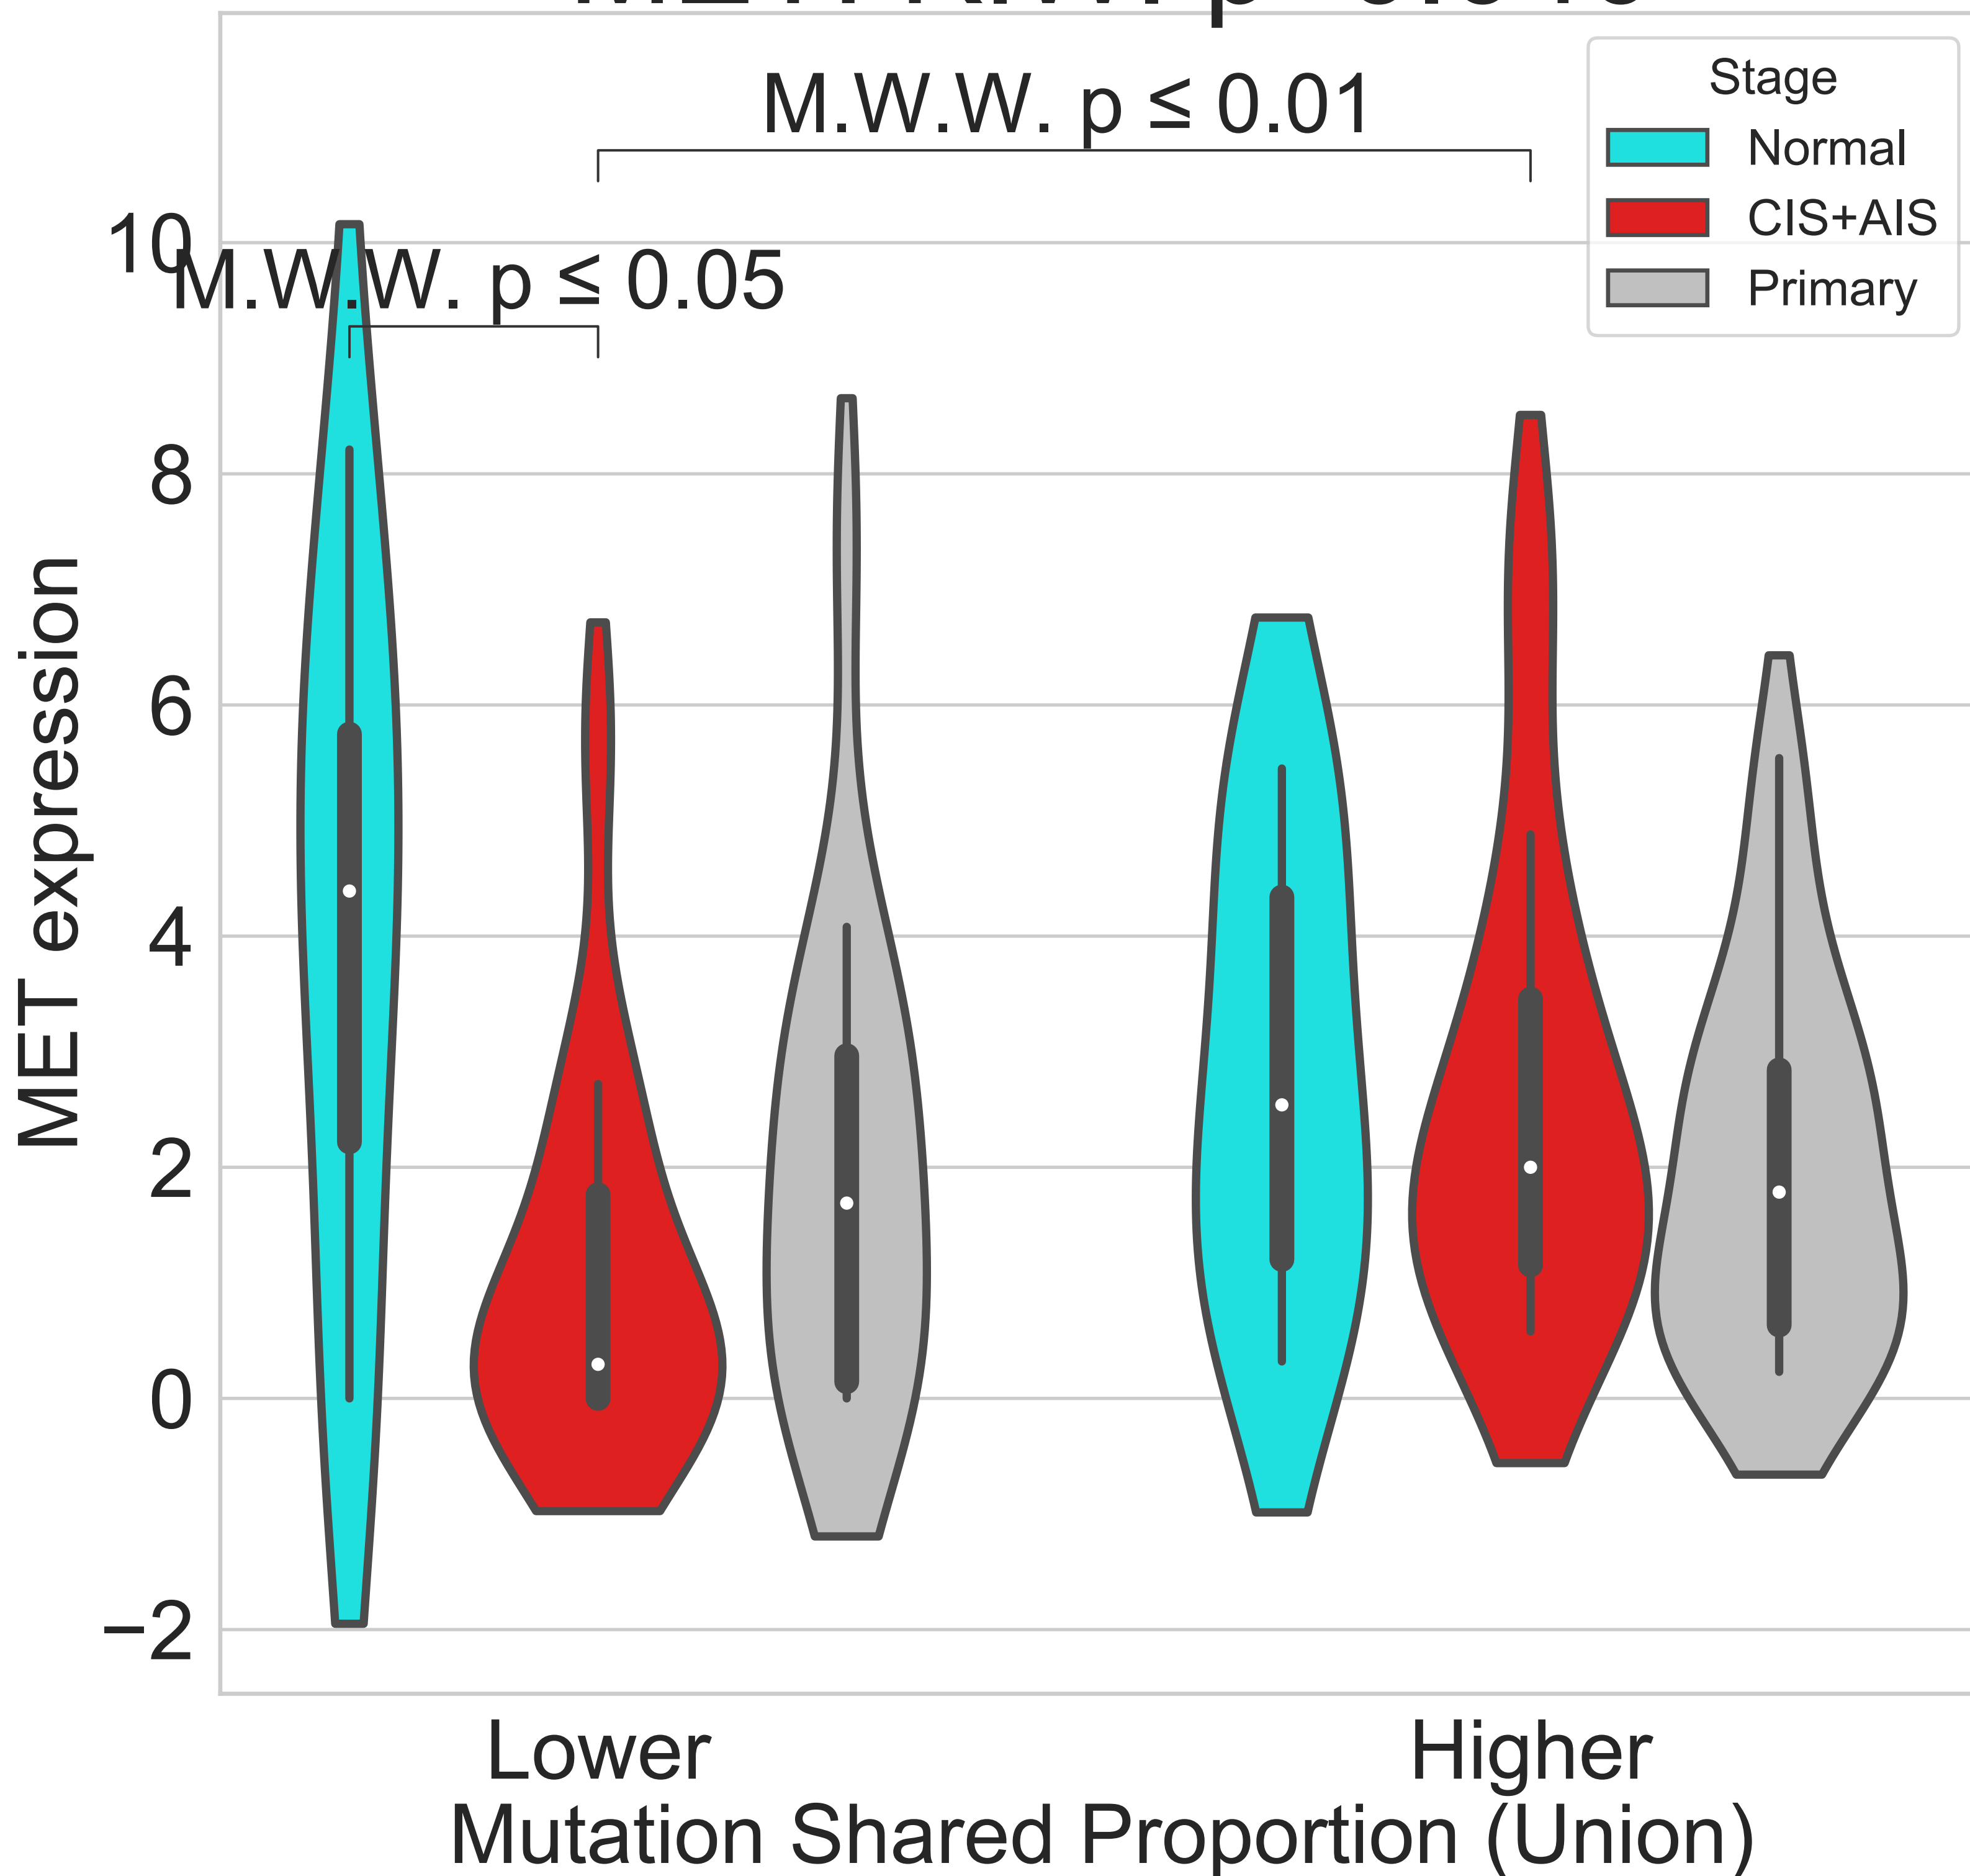 M.W.W. p ≤ 0.01
Stage
Normal
CIS+AIS
Primary
M.W.W. p ≤ 0.05
10
8
6
4
2
0
−2
MET expression
Lower
Higher
Mutation Shared Proportion (Union)